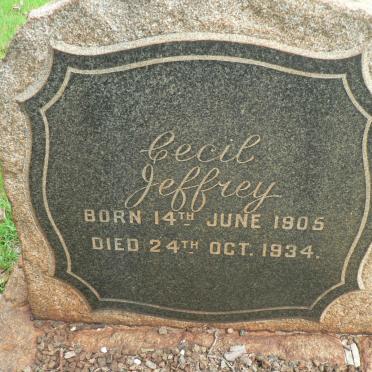 Cecil
Jeffrey
BORN 14TH JUNE 1905
DIED 24TH OCT. 1934.